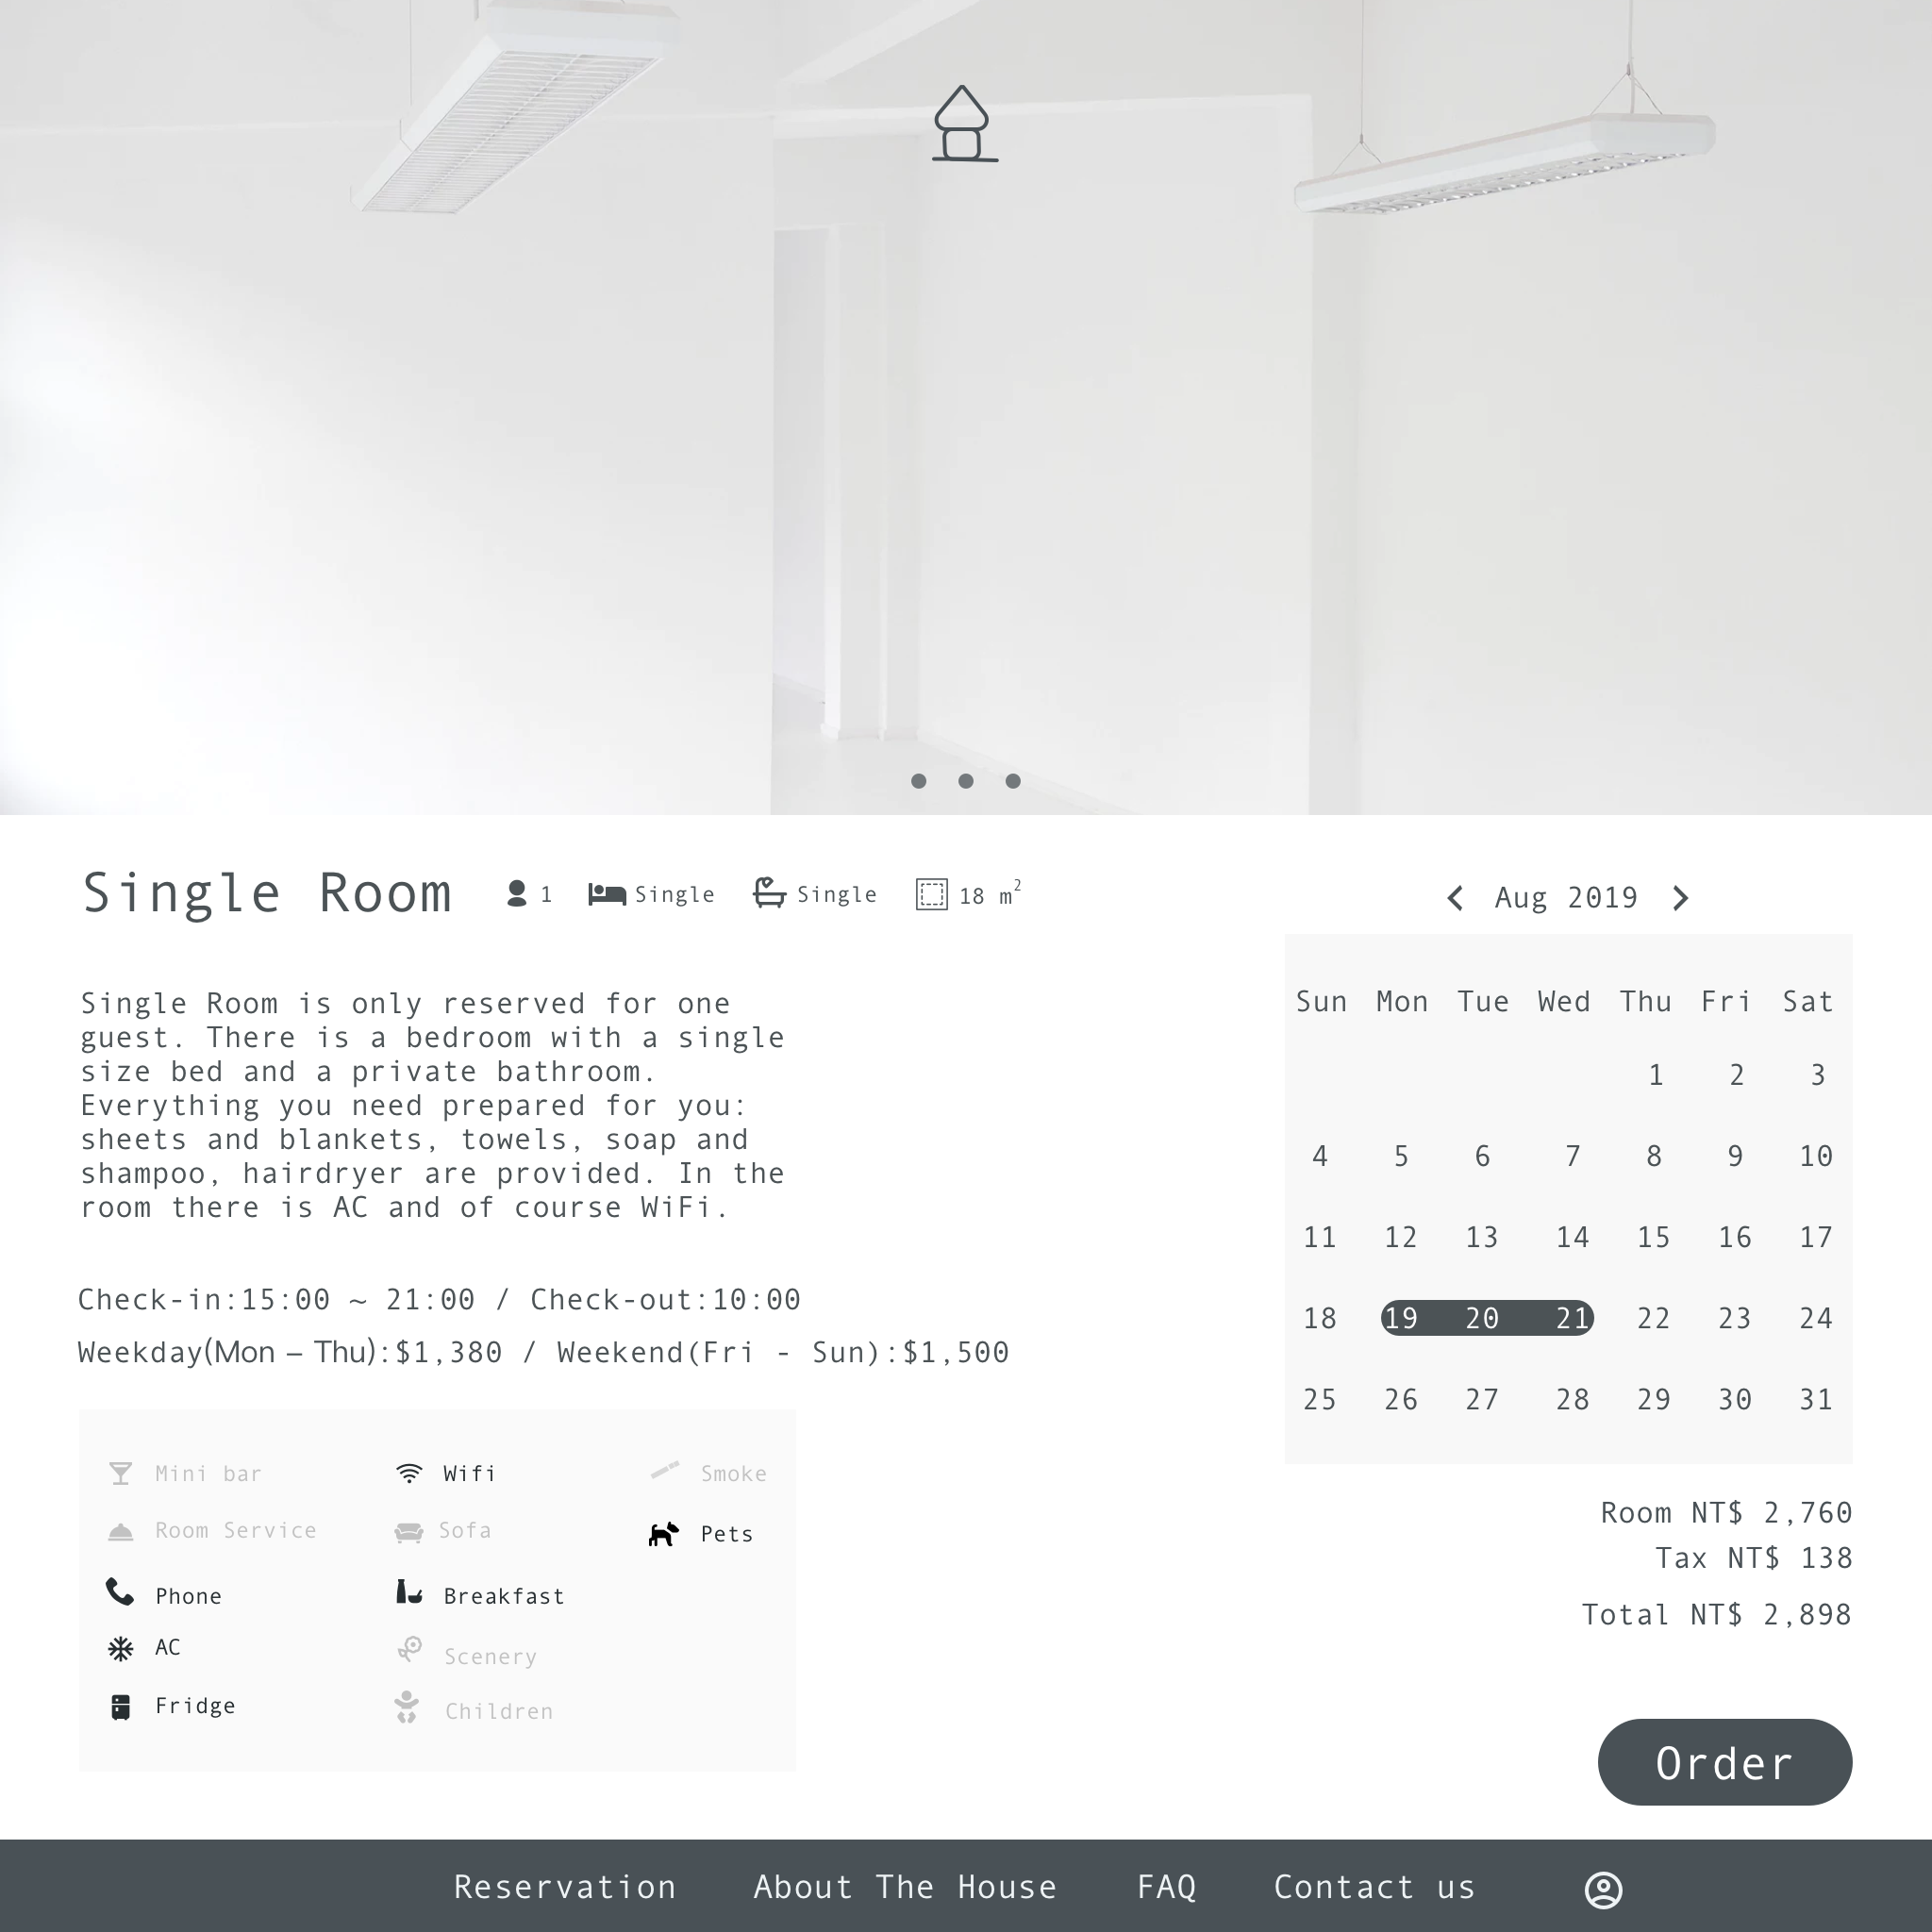 Single Room 1 Single Single 18 m²
Single Room is only reserved for one
guest. There is a bedroom with a single
size bed and a private bathroom.
Everything you need prepared for you:
sheets and blankets, towels, soap and
shampoo, hairdryer are provided. In the
room there is AC and of course WiFi.
Check-in:15:00 ~ 21:00 / Check-out:10:00
Weekday(Mon – Thu):$1,380 / Weekend(Fri - Sun):$1,500
Mini bar
Room Service
Phone
AC
Fridge
Wifi
Sofa
Breakfast
Scenery
Children
Smoke
Pets
Aug 2019
Sun Mon Tue Wed Thu Fri Sat
1 2 3
4 5 6 7 8 9 10
11 12 13 14 15 16 17
18 19 20 21 22 23 24
25 26 27 28 29 30 31
Room NT$ 2,760
Tax NT$ 138
Total NT$ 2,898
Order
Reservation About The House FAQ Contact us